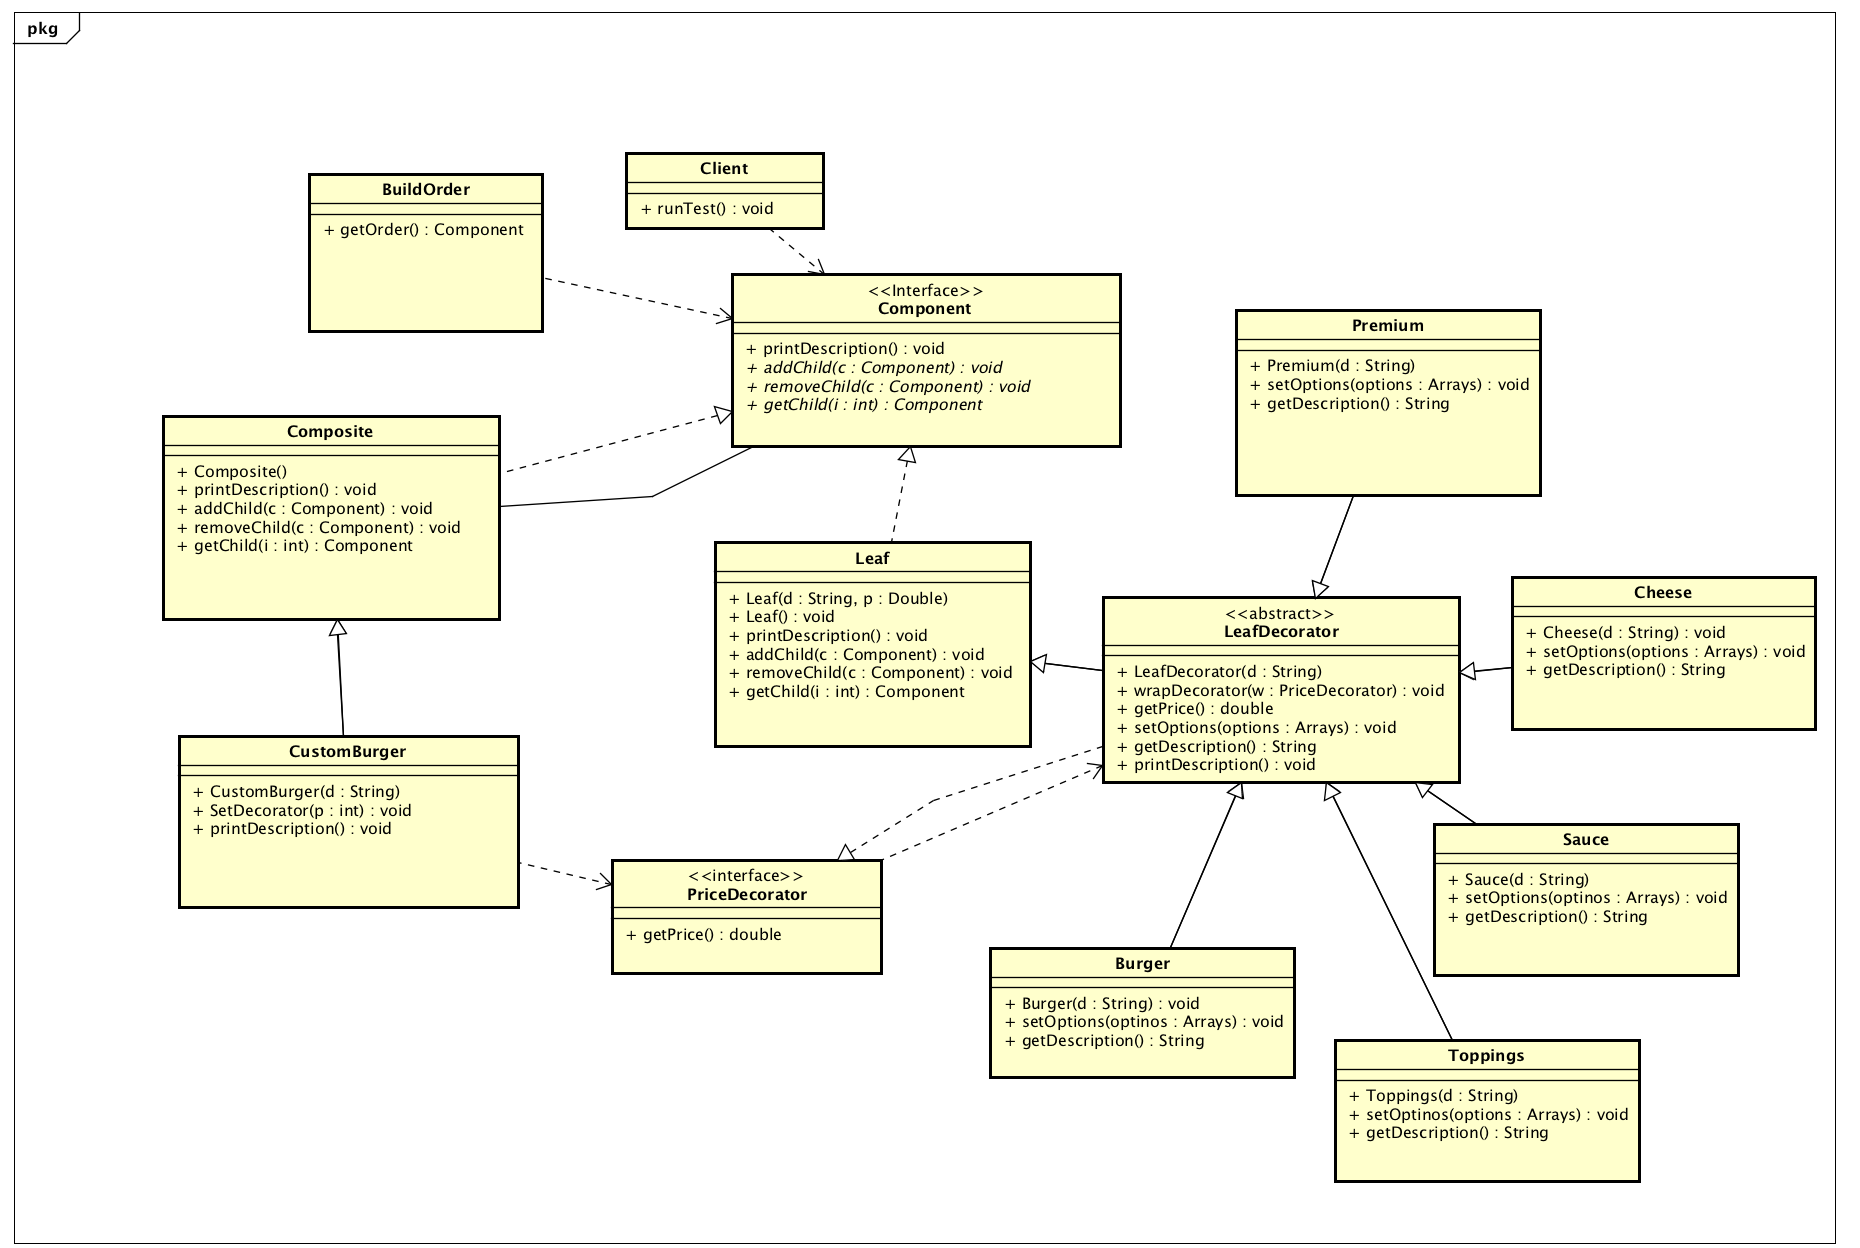 pkg
BuildOrder
+ getOrder() : Component
Client
+ runTest() : void
<<Interface>>
Component
+ printDescription() : void
+ addChild(c : Component) : void
+ removeChild(c : Component) : void
+ getChild(i : int) : Component
Premium
+ Premium(d : String)
+ setOptions(options : Arrays) : void
+ getDescription() : String
Composite
+ Composite()
+ printDescription() : void
+ addChild(c : Component) : void
+ removeChild(c : Component) : void
+ getChild(i : int) : Component
Leaf
+ Leaf(d : String, p : Double)
+ Leaf() : void
+ printDescription() : void
+ addChild(c : Component) : void
+ removeChild(c : Component) : void
+ getChild(i : int) : Component
<<abstract>>
LeafDecorator
+ LeafDecorator(d : String)
+ wrapDecorator(w : PriceDecorator) : void
+ getPrice() : double
+ setOptions(options : Arrays) : void
+ getDescription() : String
+ printDescription() : void
Cheese
+ Cheese(d : String) : void
+ setOptions(options : Arrays) : void
+ getDescription() : String
CustomBurger
+ CustomBurger(d : String)
+ SetDecorator(p : int) : void
+ printDescription() : void
<<interface>>
PriceDecorator
+ getPrice() : double
Sauce
+ Sauce(d : String)
+ setOptions(optinos : Arrays) : void
+ getDescription() : String
Burger
+ Burger(d : String) : void
+ setOptions(optinos : Arrays) : void
+ getDescription() : String
Toppings
+ Toppings(d : String)
+ setOptinos(options : Arrays) : void
+ getDescription() : String